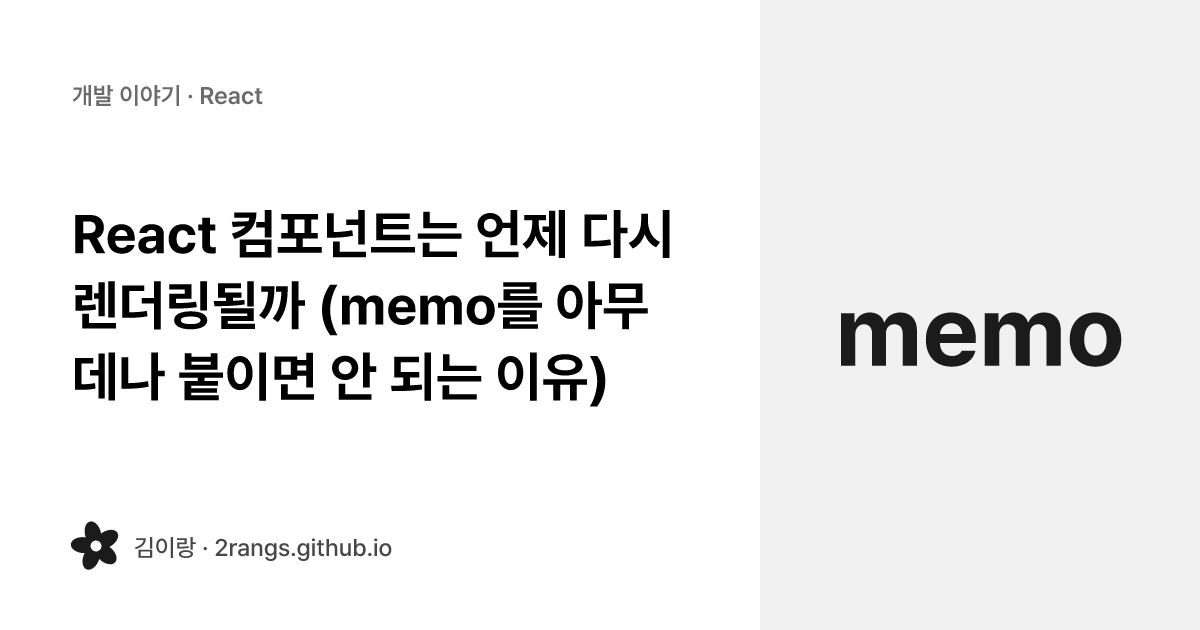 개발 이야기 · React
React 컴포넌트는 언제 다시
렌더링될까 (memo를 아무
데나 붙이면 안 되는 이유)
memo
김이랑 · 2rangs.github.io